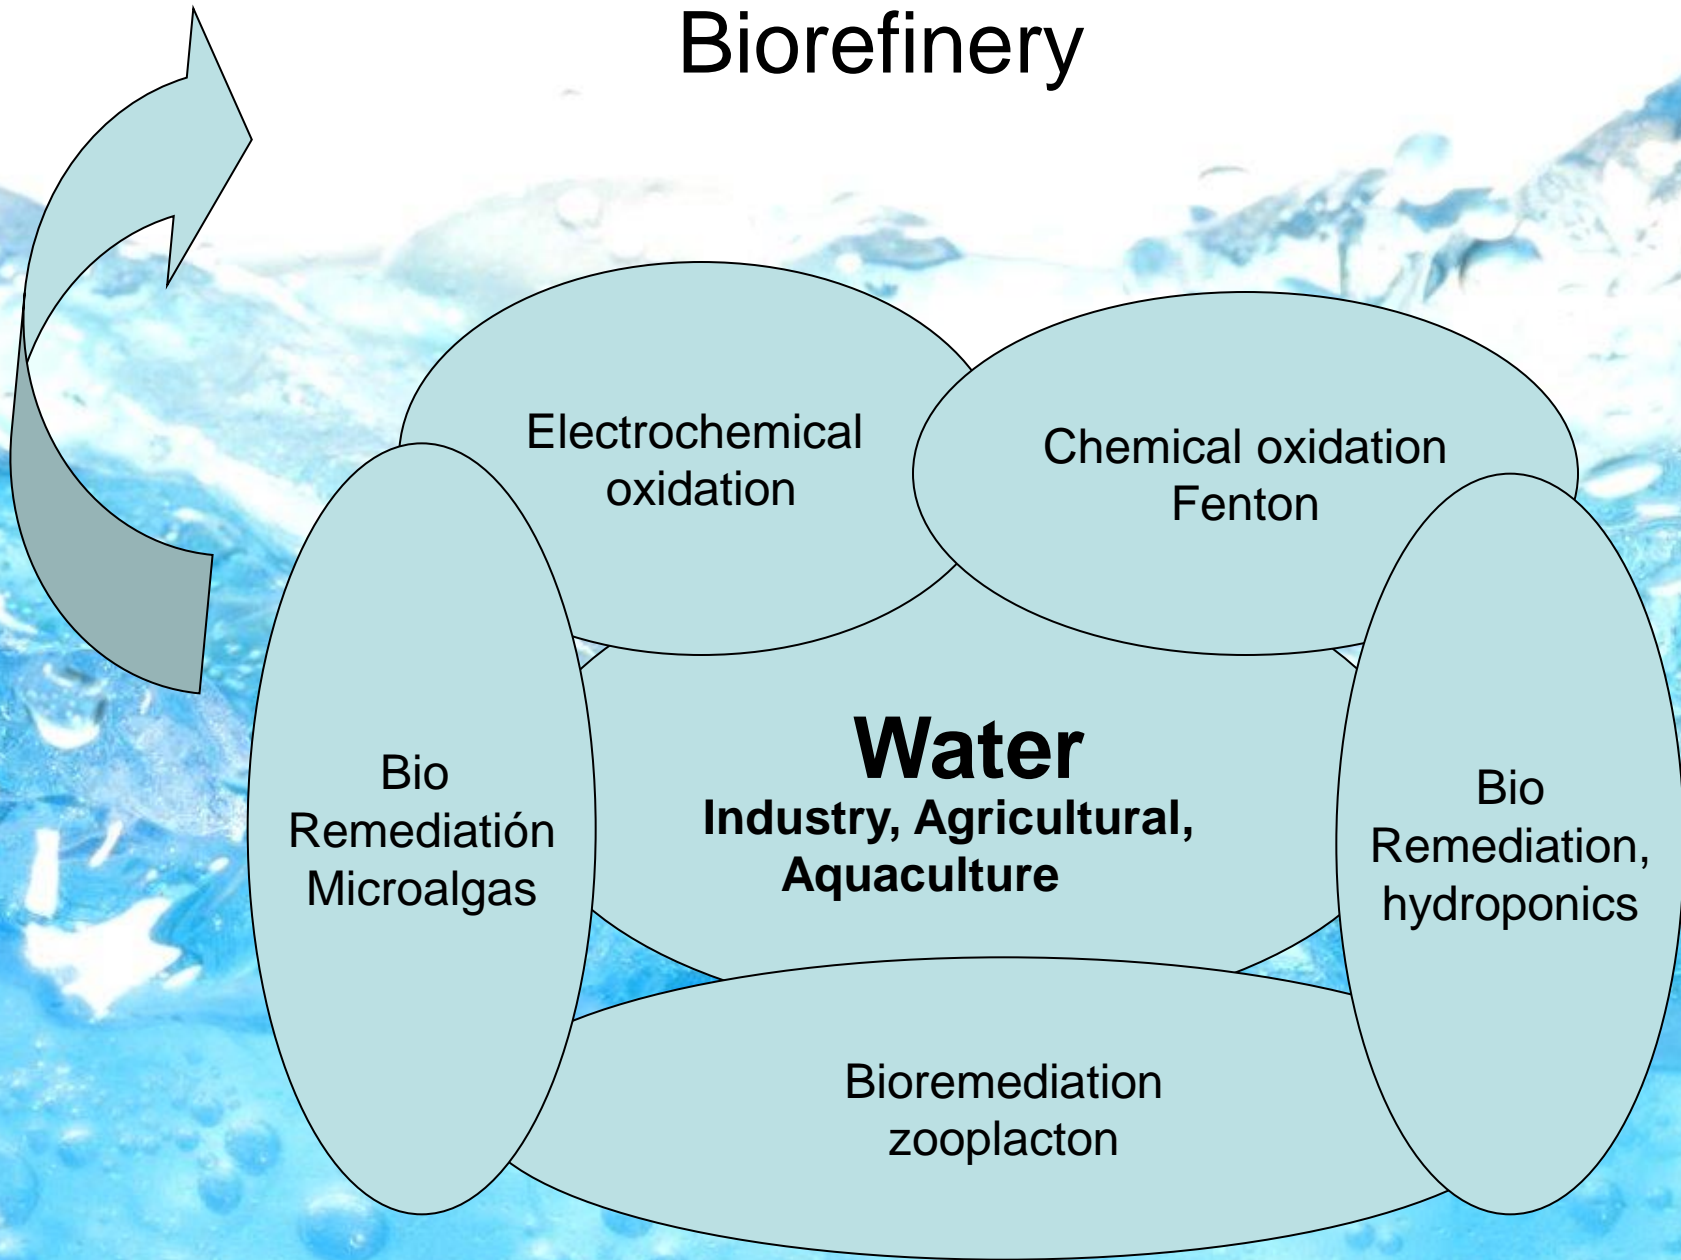 Biorefinery
Electrochemical
oxidation
Chemical oxidation
Fenton
Water
Industry, Agricultural,
Aquaculture
Bio
Remediatión
Microalgas
Bio
Remediation,
hydroponics
Bioremediation
zooplacton